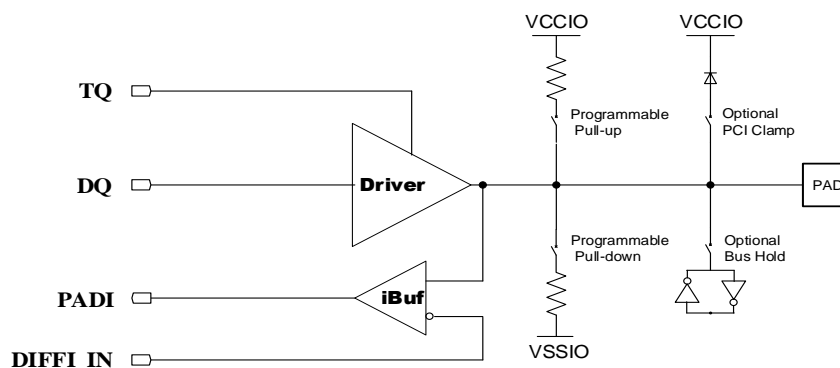 VCCIO
VCCIO
TQ
Programmable
Pull-up
Optional
PCI Clamp
DQ
Driver
PAD
Programmable
Pull-down
Optional
Bus Hold
PADI
iBuf
VSSIO
DIFFI_IN